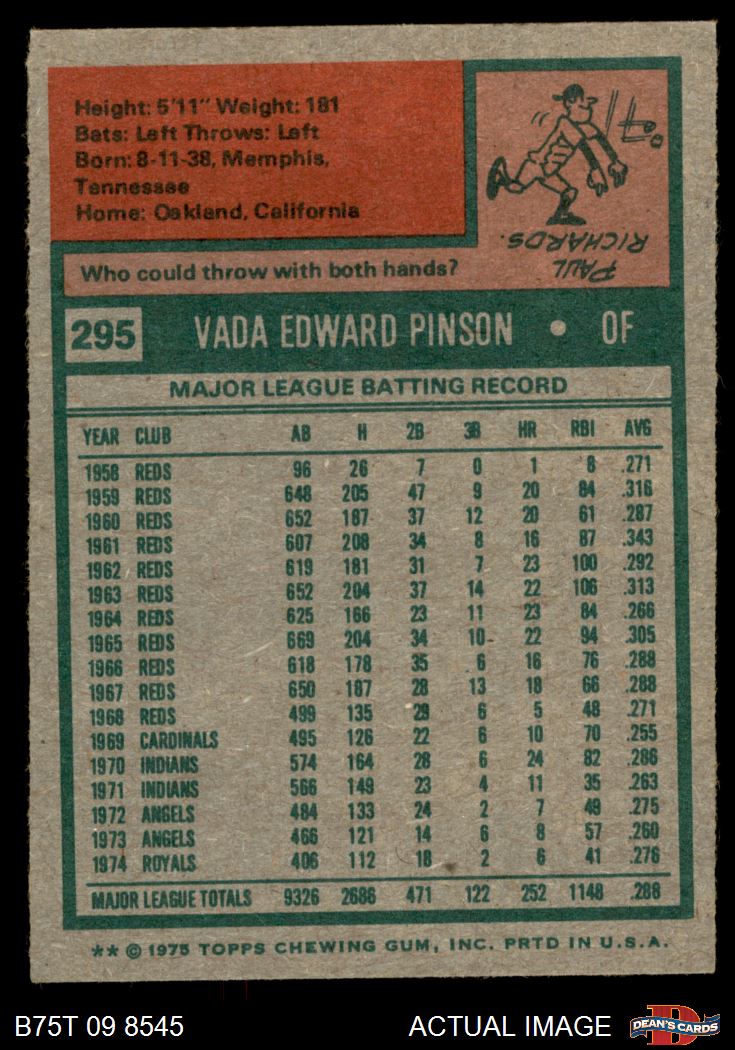 Height: 5'11" Weight: 181
Bats: Left Throws: Left
Born: 8-11-38, Memphis,
Tennessee
Home: Oakland, California
PAUL
RICHARDS.
Who could throw with both hands?
295 VADA EDWARD PINSON • OF
MAJOR LEAGUE BATTING RECORD
YEAR CLUB AB H 2B 3B HR RBI AVG
1958 REDS 96 26 7 0 1 8 .271
1959 REDS 648 205 47 9 20 84 .316
1960 REDS 652 187 37 12 20 61 .287
1961 REDS 607 208 34 8 16 87 .343
1962 REDS 619 181 31 7 23 100 .292
1963 REDS 652 204 37 14 22 106 .313
1964 REDS 625 166 23 11 23 84 .266
1965 REDS 669 204 34 10 22 94 .305
1966 REDS 618 178 35 6 16 76 .288
1967 REDS 650 187 28 13 18 66 .288
1968 REDS 499 135 29 6 5 48 .271
1969 CARDINALS 495 126 22 6 10 70 .255
1970 INDIANS 574 164 28 6 24 82 .286
1971 INDIANS 566 149 23 4 11 35 .263
1972 ANGELS 484 133 24 2 7 49 .275
1973 ANGELS 466 121 14 6 8 57 .260
1974 ROYALS 406 112 18 2 6 41 .276
MAJOR LEAGUE TOTALS 9326 2686 471 122 252 1148 .288
** © 1975 TOPPS CHEWING GUM, INC. PRTD IN U.S.A.
B75T 09 8545 ACTUAL IMAGE D DEAN'S CARDS